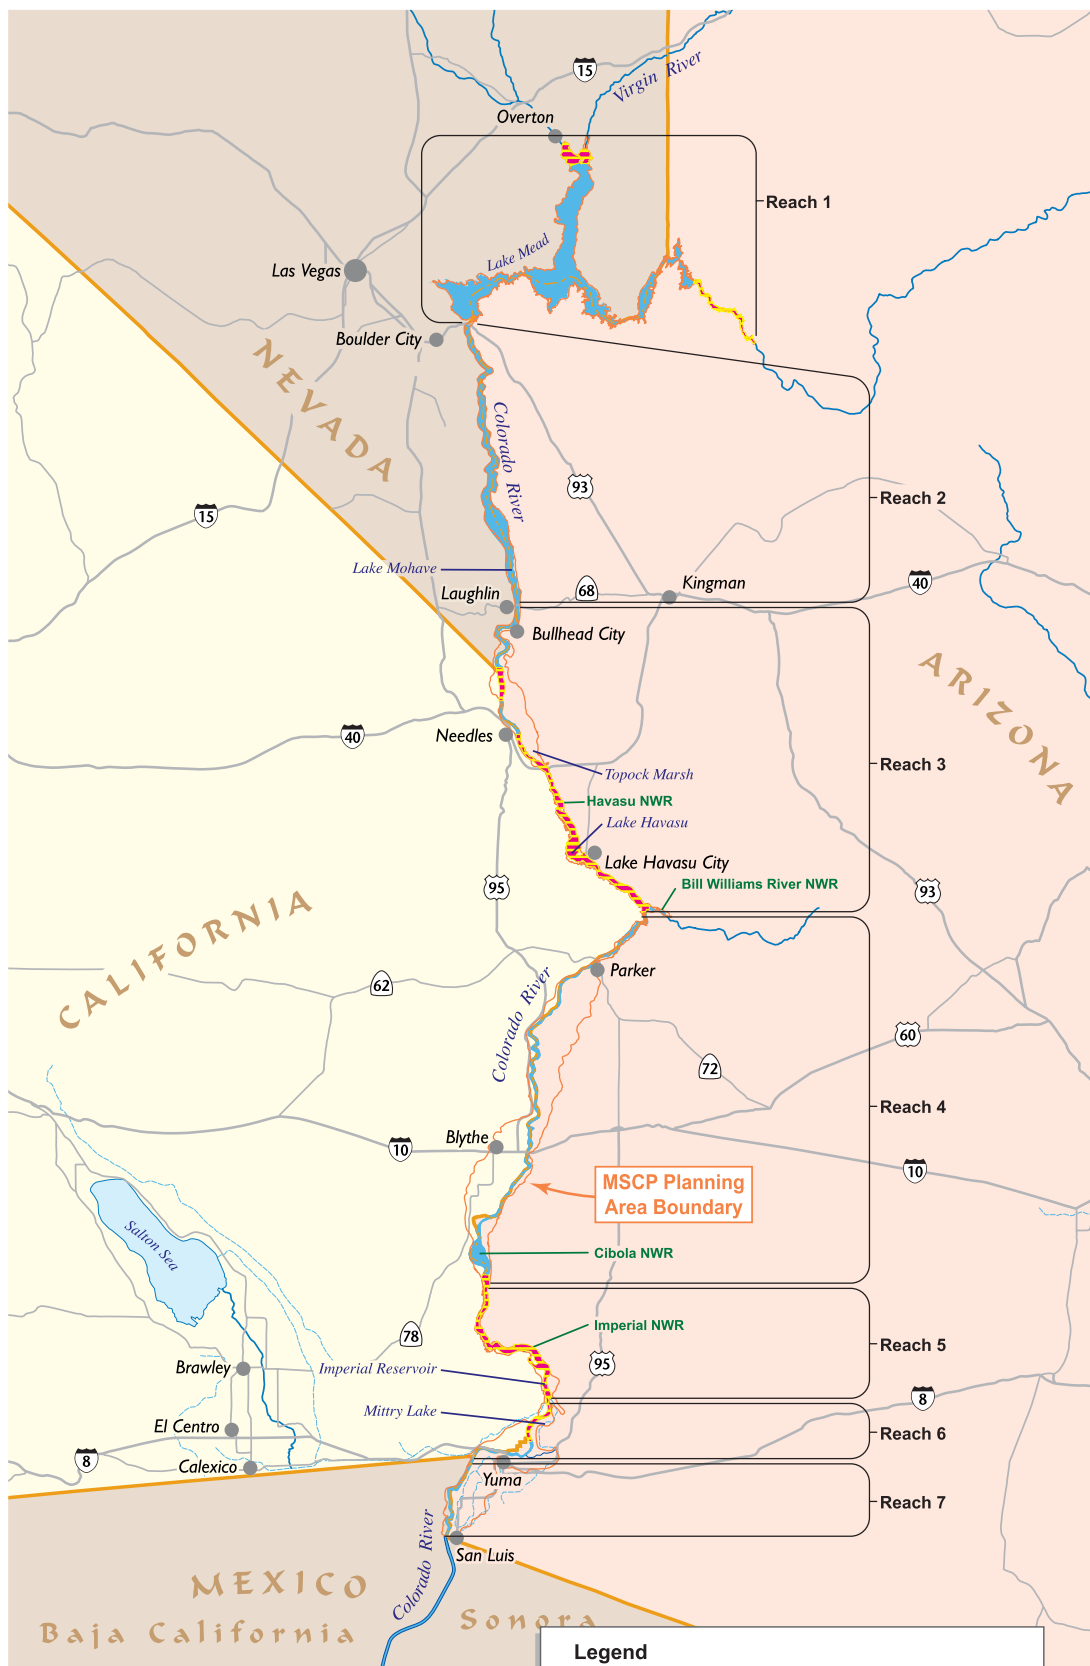 15
Virgin River
Overton
Reach 1
Lake Mead
Las Vegas
Boulder City
NEVADA
Colorado River
93
Reach 2
15
Lake Mohave
Kingman
40
Laughlin
68
Bullhead City
ARIZONA
40
Needles
Reach 3
Topock Marsh
Havasu NWR
Lake Havasu
Lake Havasu City
95
Bill Williams River NWR
93
CALIFORNIA
Parker
62
Colorado River
60
72
Reach 4
Blythe
10
10
MSCP Planning
Area Boundary
Salton Sea
Cibola NWR
Imperial NWR
78
Reach 5
95
Brawley
Imperial Reservoir
8
Mittry Lake
El Centro
Reach 6
8
Calexico
Yuma
Reach 7
Colorado River
San Luis
MEXICO
Baja California
Sonora
Legend